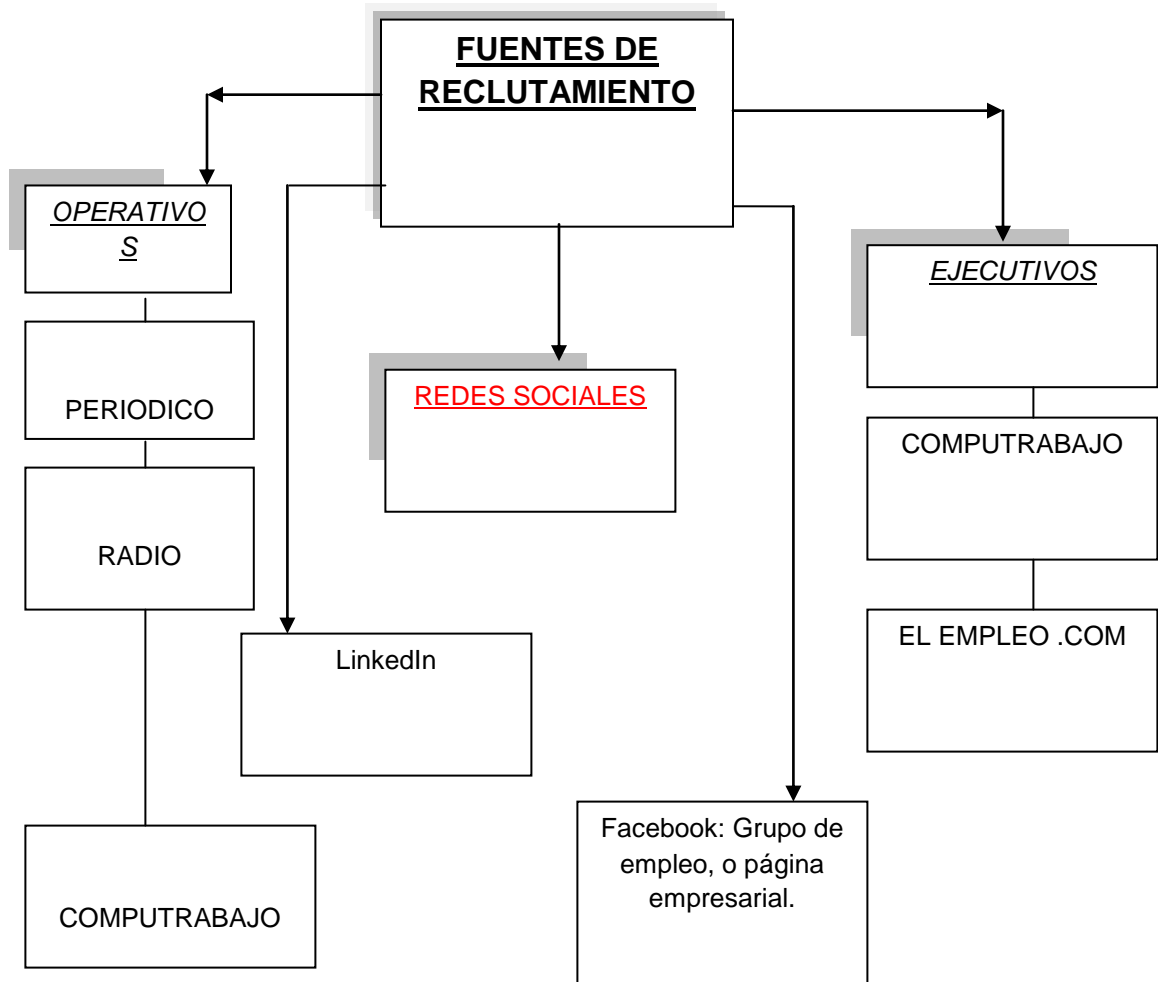 FUENTES DE
RECLUTAMIENTO
OPERATIVO
S
EJECUTIVOS
PERIODICO
REDES SOCIALES
COMPUTRABAJO
RADIO
LinkedIn
EL EMPLEO .COM
Facebook: Grupo de
empleo, o página
empresarial.
COMPUTRABAJO